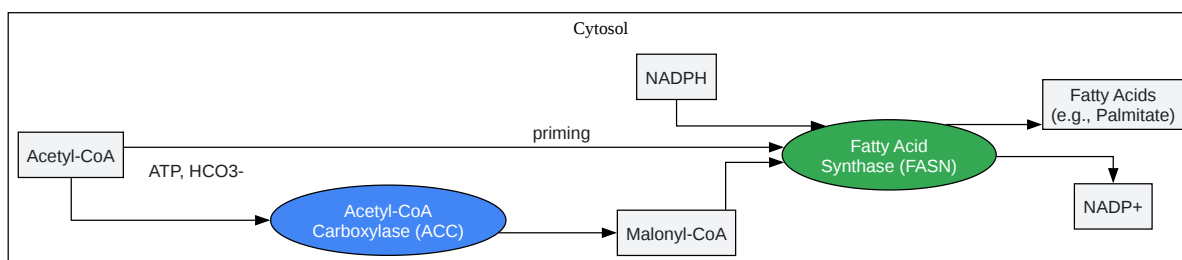 Cytosol
NADPH
Fatty Acids
(e.g., Palmitate)
priming
Acetyl-CoA
ATP, HCO3-
Fatty Acid
Synthase (FASN)
Acetyl-CoA
Carboxylase (ACC)
Malonyl-CoA
NADP+